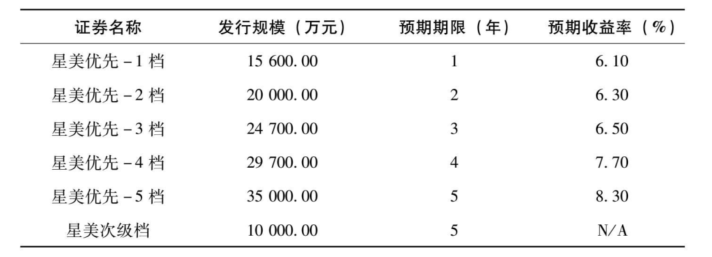 证券名称 发行规模（万元） 预期期限（年） 预期收益率（%）
星美优先–1 档 15 600.00 1 6.10
星美优先–2 档 20 000.00 2 6.30
星美优先–3 档 24 700.00 3 6.50
星美优先–4 档 29 700.00 4 7.70
星美优先–5 档 35 000.00 5 8.30
星美次级档 10 000.00 5 N/A